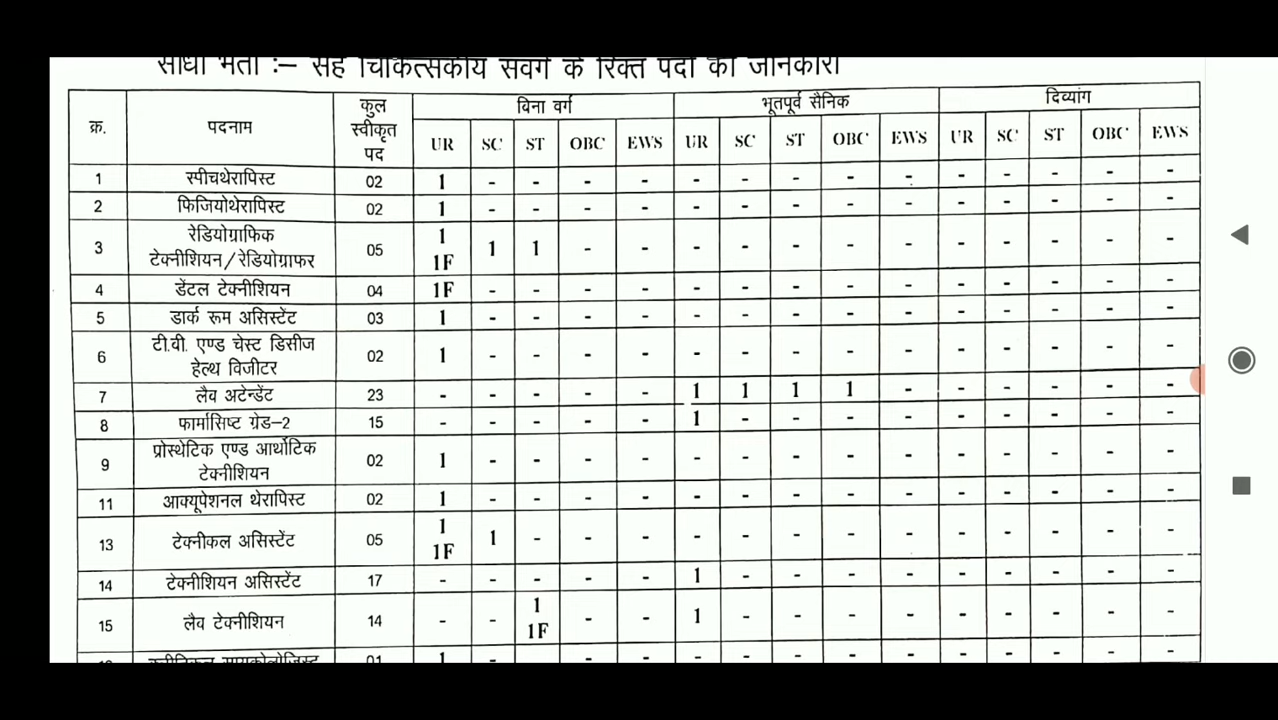 सीधी भर्ती :– सह चिकित्सकीय संवर्ग के रिक्त पदों की जानकारी
क्र. पदनाम कुल स्वीकृत पद बिना वर्ग भूतपूर्व सैनिक दिव्यांग
UR SC ST OBC EWS UR SC ST OBC EWS UR SC ST OBC EWS
1 स्पीचथेरापिस्ट 02 1 - - - - - - - - - - - - - -
2 फिजियोथेरापिस्ट 02 1 - - - - - - - - - - - - - -
3 रेडियोग्राफिक टेक्नीशियन/रेडियोग्राफर 05 1 1F 1 1 - - - - - - - - - - - -
4 डेंटल टेक्नीशियन 04 1F - - - - - - - - - - - - - -
5 डार्क रूम असिस्टेंट 03 1 - - - - - - - - - - - - - -
6 टी.वी. एण्ड चेस्ट डिसीज हेल्थ विजीटर 02 1 - - - - - - - - - - - - - -
7 लैव अटेन्डेंट 23 - - - - - 1 1 1 1 - - - - - -
8 फार्मासिष्ट ग्रेड–2 15 - - - - - 1 - - - - - - - - -
9 प्रोस्थेटिक एण्ड आर्थोटिक टेक्नीशियन 02 1 - - - - - - - - - - - - - -
11 आक्यूपेशनल थेरापिस्ट 02 1 - - - - - - - - - - - - - -
13 टेक्नीकल असिस्टेंट 05 1 1F 1 - - - - - - - - - - - - -
14 टेक्नीशियन असिस्टेंट 17 - - - - - 1 - - - - - - - - -
15 लैव टेक्नीशियन 14 - - 1 1F - - 1 - - - - - - - - -
01 1 - - - - - - - - - - - - -